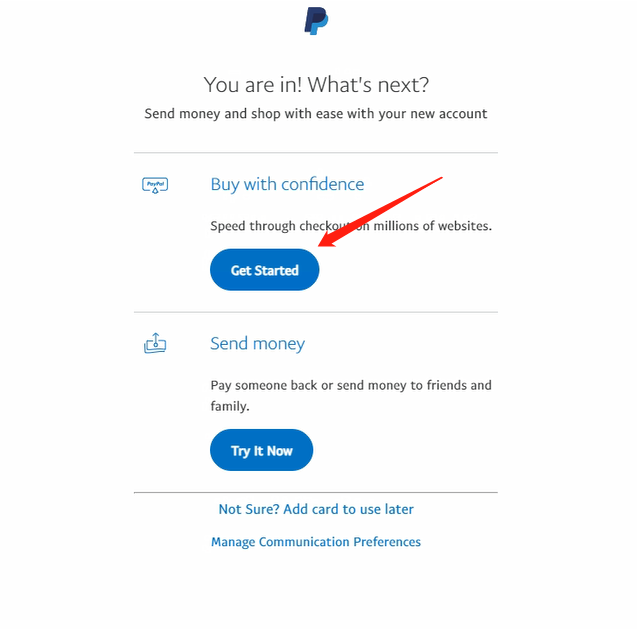 You are in! What's next?
Send money and shop with ease with your new account
PayPal
Buy with confidence
Speed through checkout on millions of websites.
Get Started
Send money
Pay someone back or send money to friends and
family.
Try It Now
Not Sure? Add card to use later
Manage Communication Preferences